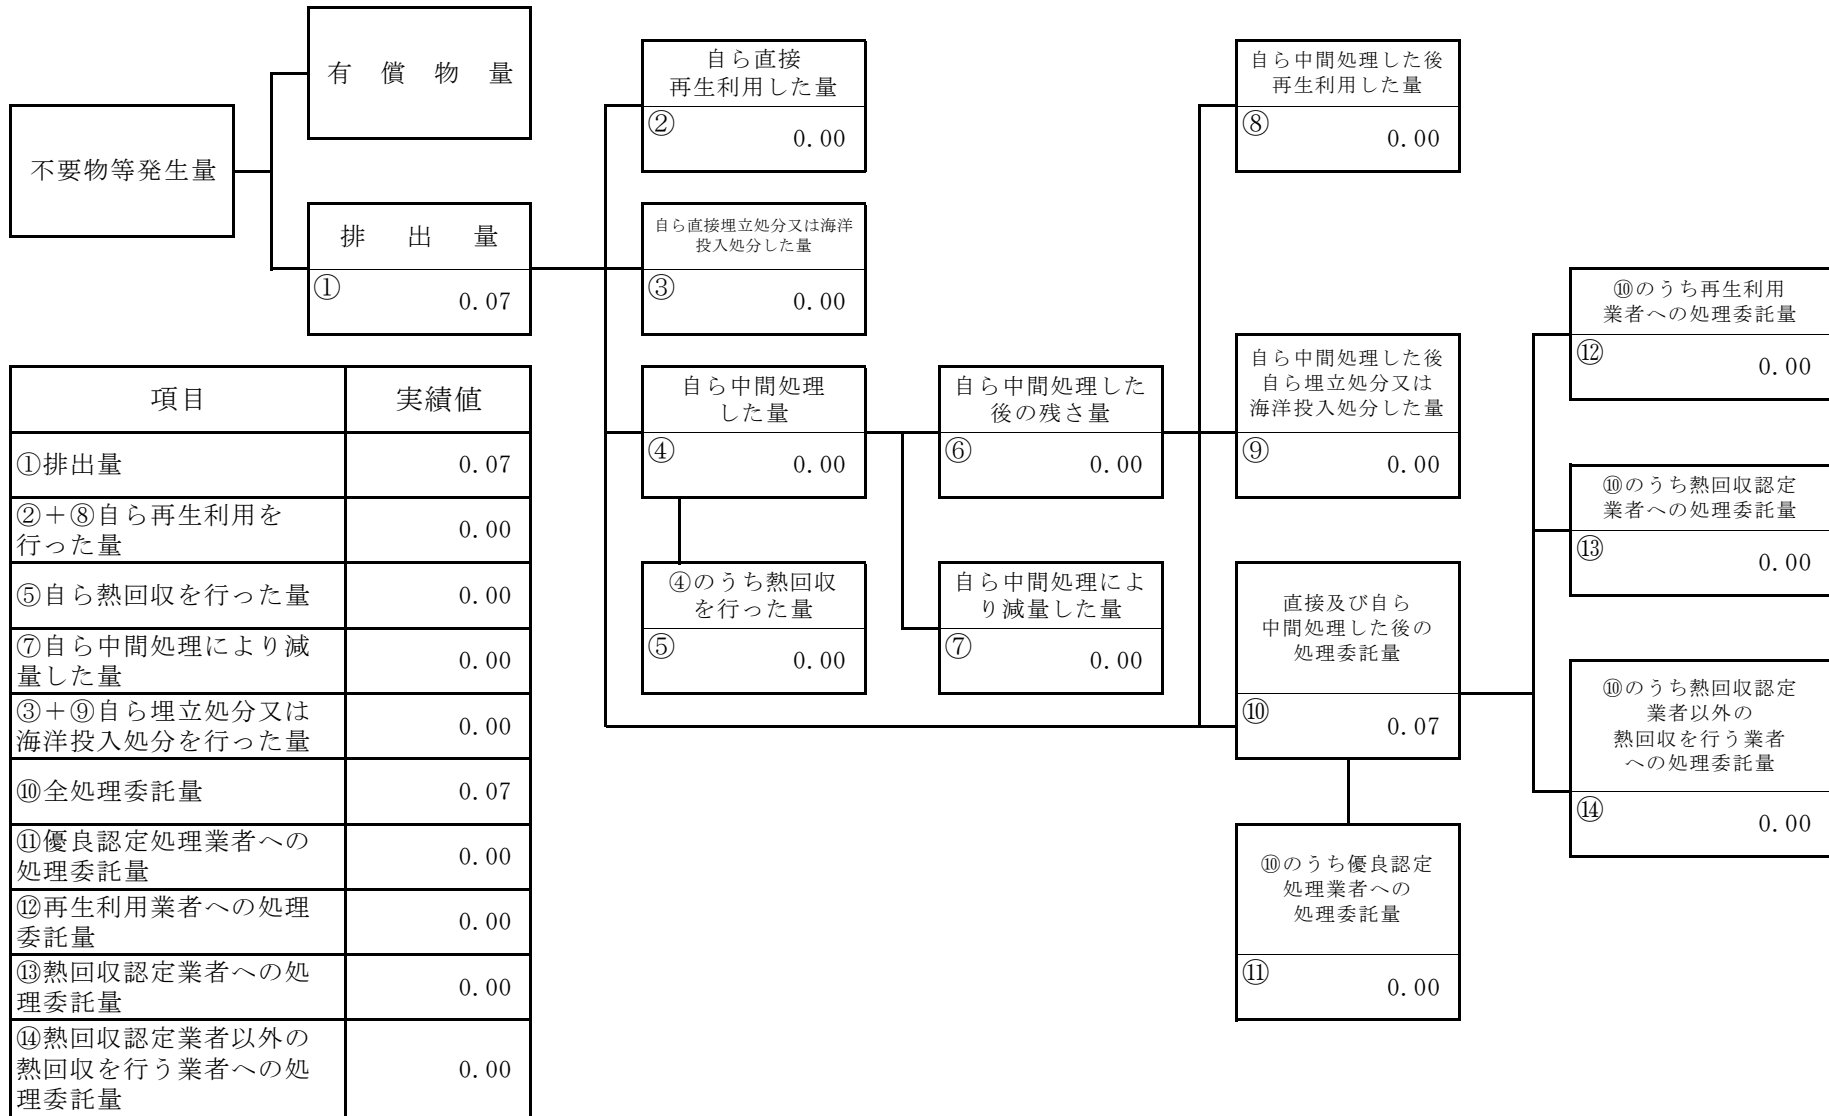 有 償 物 量
不要物等発生量
排 出 量
①
0.07
自ら直接
再生利用した量
②
0.00
自ら直接埋立処分又は海洋
投入処分した量
③
0.00
自ら中間処理
した量
④
0.00
④のうち熱回収
を行った量
⑤
0.00
自ら中間処理した
後の残さ量
⑥
0.00
自ら中間処理によ
り減量した量
⑦
0.00
自ら中間処理した後
再生利用した量
⑧
0.00
自ら中間処理した後
自ら埋立処分又は
海洋投入処分した量
⑨
0.00
直接及び自ら
中間処理した後の
処理委託量
⑩
0.07
⑩のうち優良認定
処理業者への
処理委託量
⑪
0.00
⑩のうち再生利用
業者への処理委託量
⑫
0.00
⑩のうち熱回収認定
業者への処理委託量
⑬
0.00
⑩のうち熱回収認定
業者以外の
熱回収を行う業者
への処理委託量
⑭
0.00
項目 実績値
①排出量 0.07
②＋⑧自ら再生利用を
行った量 0.00
⑤自ら熱回収を行った量 0.00
⑦自ら中間処理により減
量した量 0.00
③＋⑨自ら埋立処分又は
海洋投入処分を行った量 0.00
⑩全処理委託量 0.07
⑪優良認定処理業者への
処理委託量 0.00
⑫再生利用業者への処理
委託量 0.00
⑬熱回収認定業者への処
理委託量 0.00
⑭熱回収認定業者以外の
熱回収を行う業者への処 0.00
理委託量